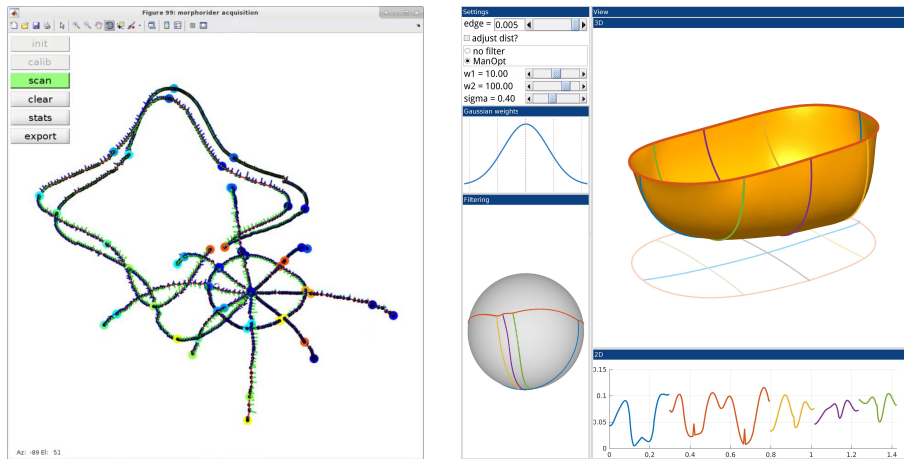 Figure 99: morphorider acquisition
init
calib
scan
clear
stats
export
Az: -89 El: 51
Settings
edge = 0.005
adjust dist?
no filter
ManOpt
w1 = 10.00
w2 = 100.00
sigma = 0.40
Gaussian weights
Filtering
View
3D
2D
0.15
0.1
0.05
0
0 0.2 0.4 0.6 0.8 1 1.2 1.4